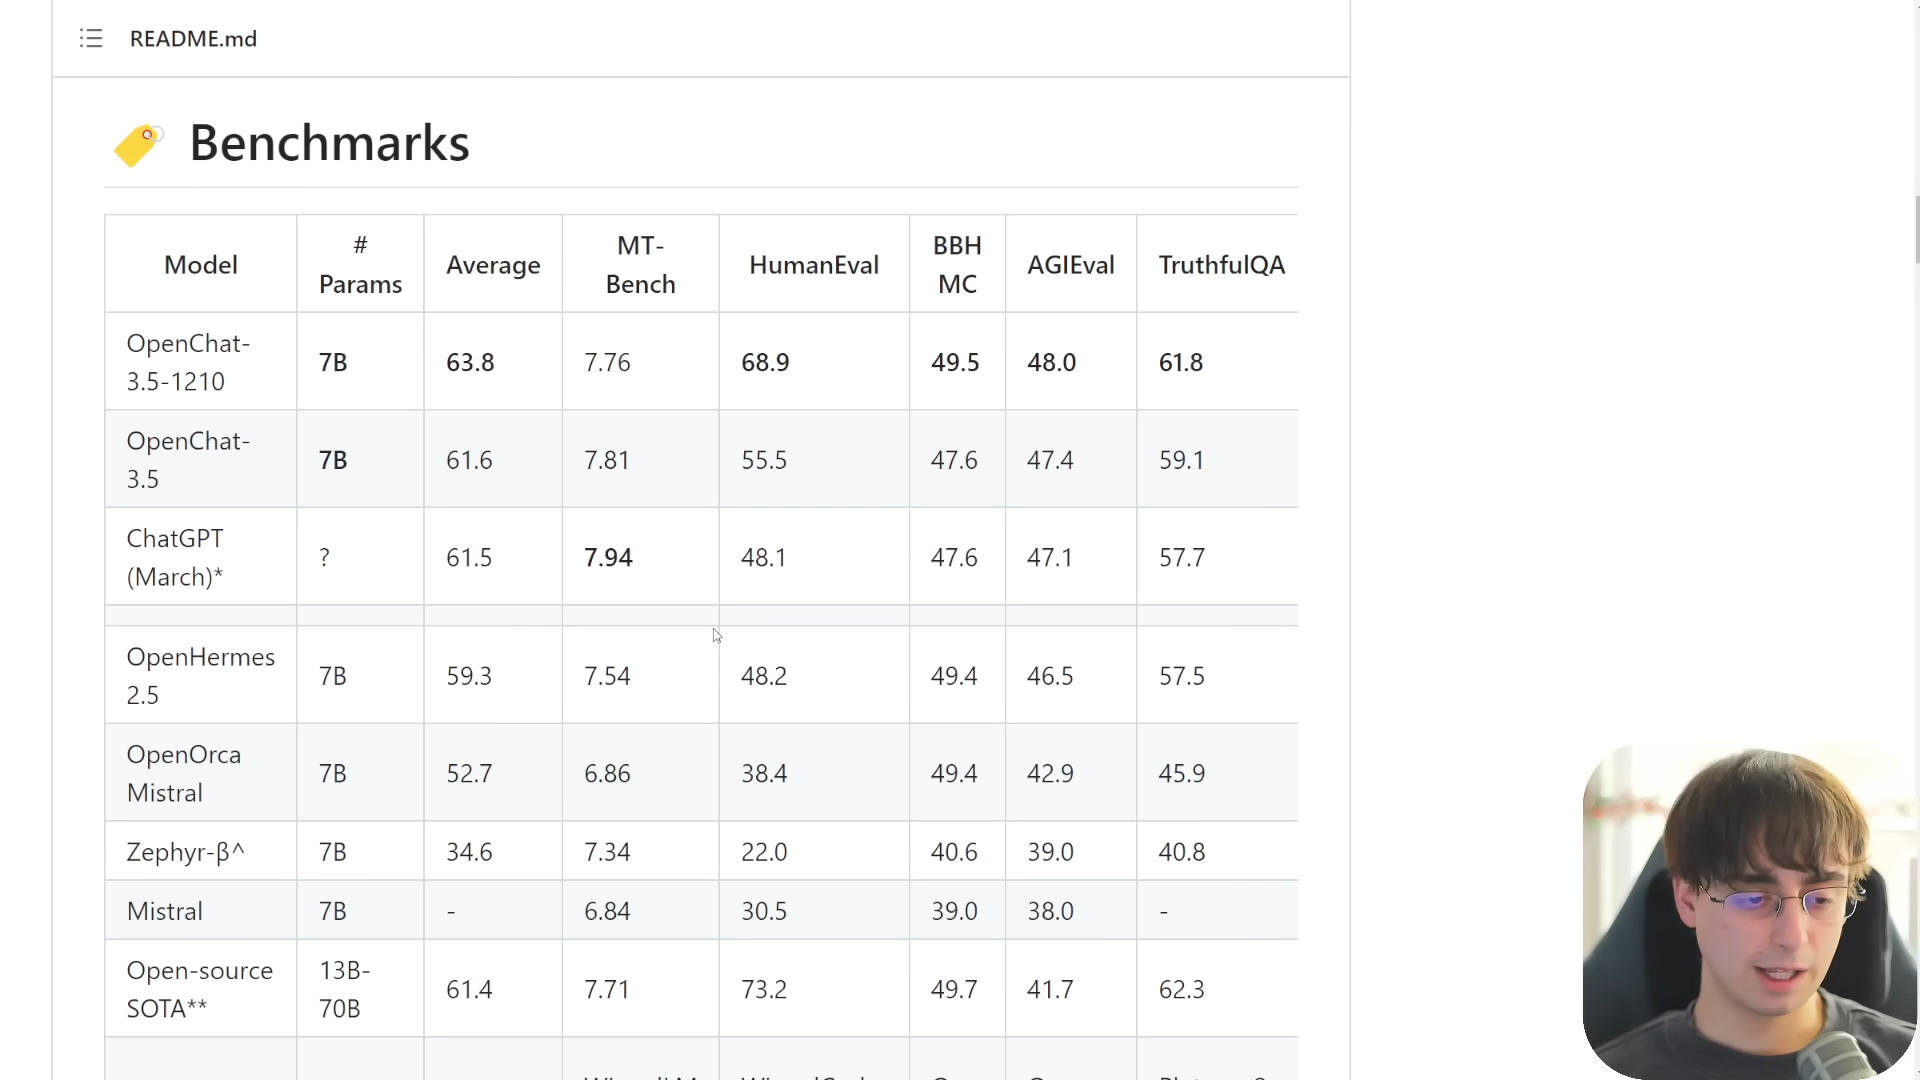 README.md
Benchmarks
Model # Params Average MT-Bench HumanEval BBH MC AGIEval TruthfulQA
OpenChat-3.5-1210 7B 63.8 7.76 68.9 49.5 48.0 61.8
OpenChat-3.5 7B 61.6 7.81 55.5 47.6 47.4 59.1
ChatGPT (March)* ? 61.5 7.94 48.1 47.6 47.1 57.7
OpenHermes 2.5 7B 59.3 7.54 48.2 49.4 46.5 57.5
OpenOrca Mistral 7B 52.7 6.86 38.4 49.4 42.9 45.9
Zephyr-β^ 7B 34.6 7.34 22.0 40.6 39.0 40.8
Mistral 7B - 6.84 30.5 39.0 38.0 -
Open-source SOTA** 13B-70B 61.4 7.71 73.2 49.7 41.7 62.3